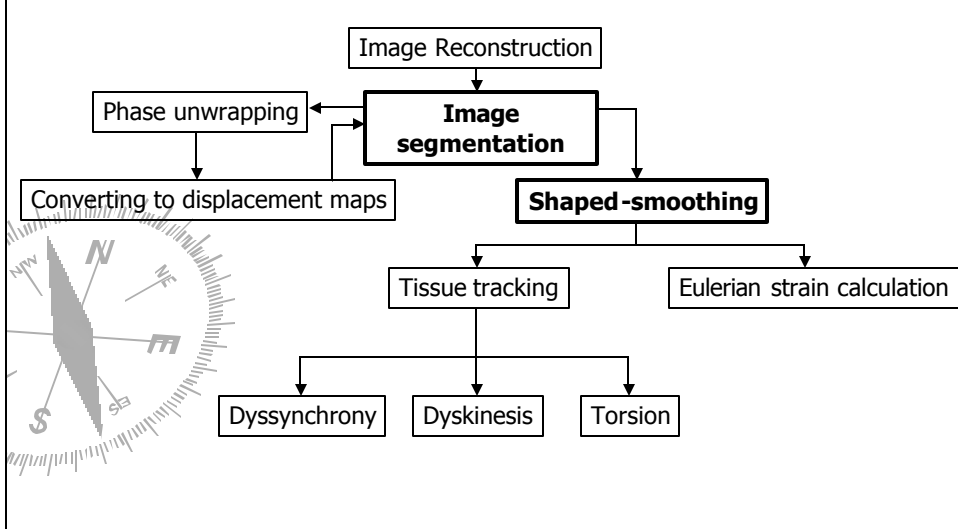 Image Reconstruction
Phase unwrapping
Image
segmentation
Converting to displacement maps
Shaped-smoothing
NW
N
NE
Tissue tracking
Eulerian strain calculation
E
S
SE
Dyssynchrony
Dyskinesis
Torsion